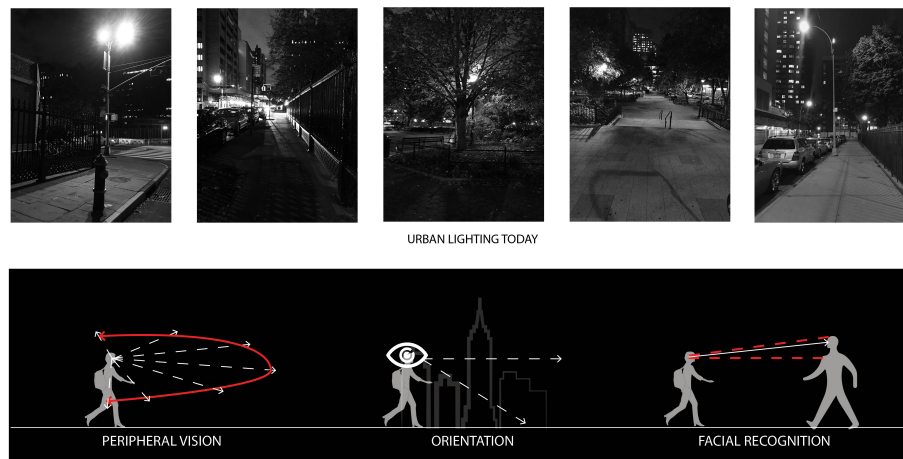 URBAN LIGHTING TODAY
PERIPHERAL VISION
ORIENTATION
FACIAL RECOGNITION